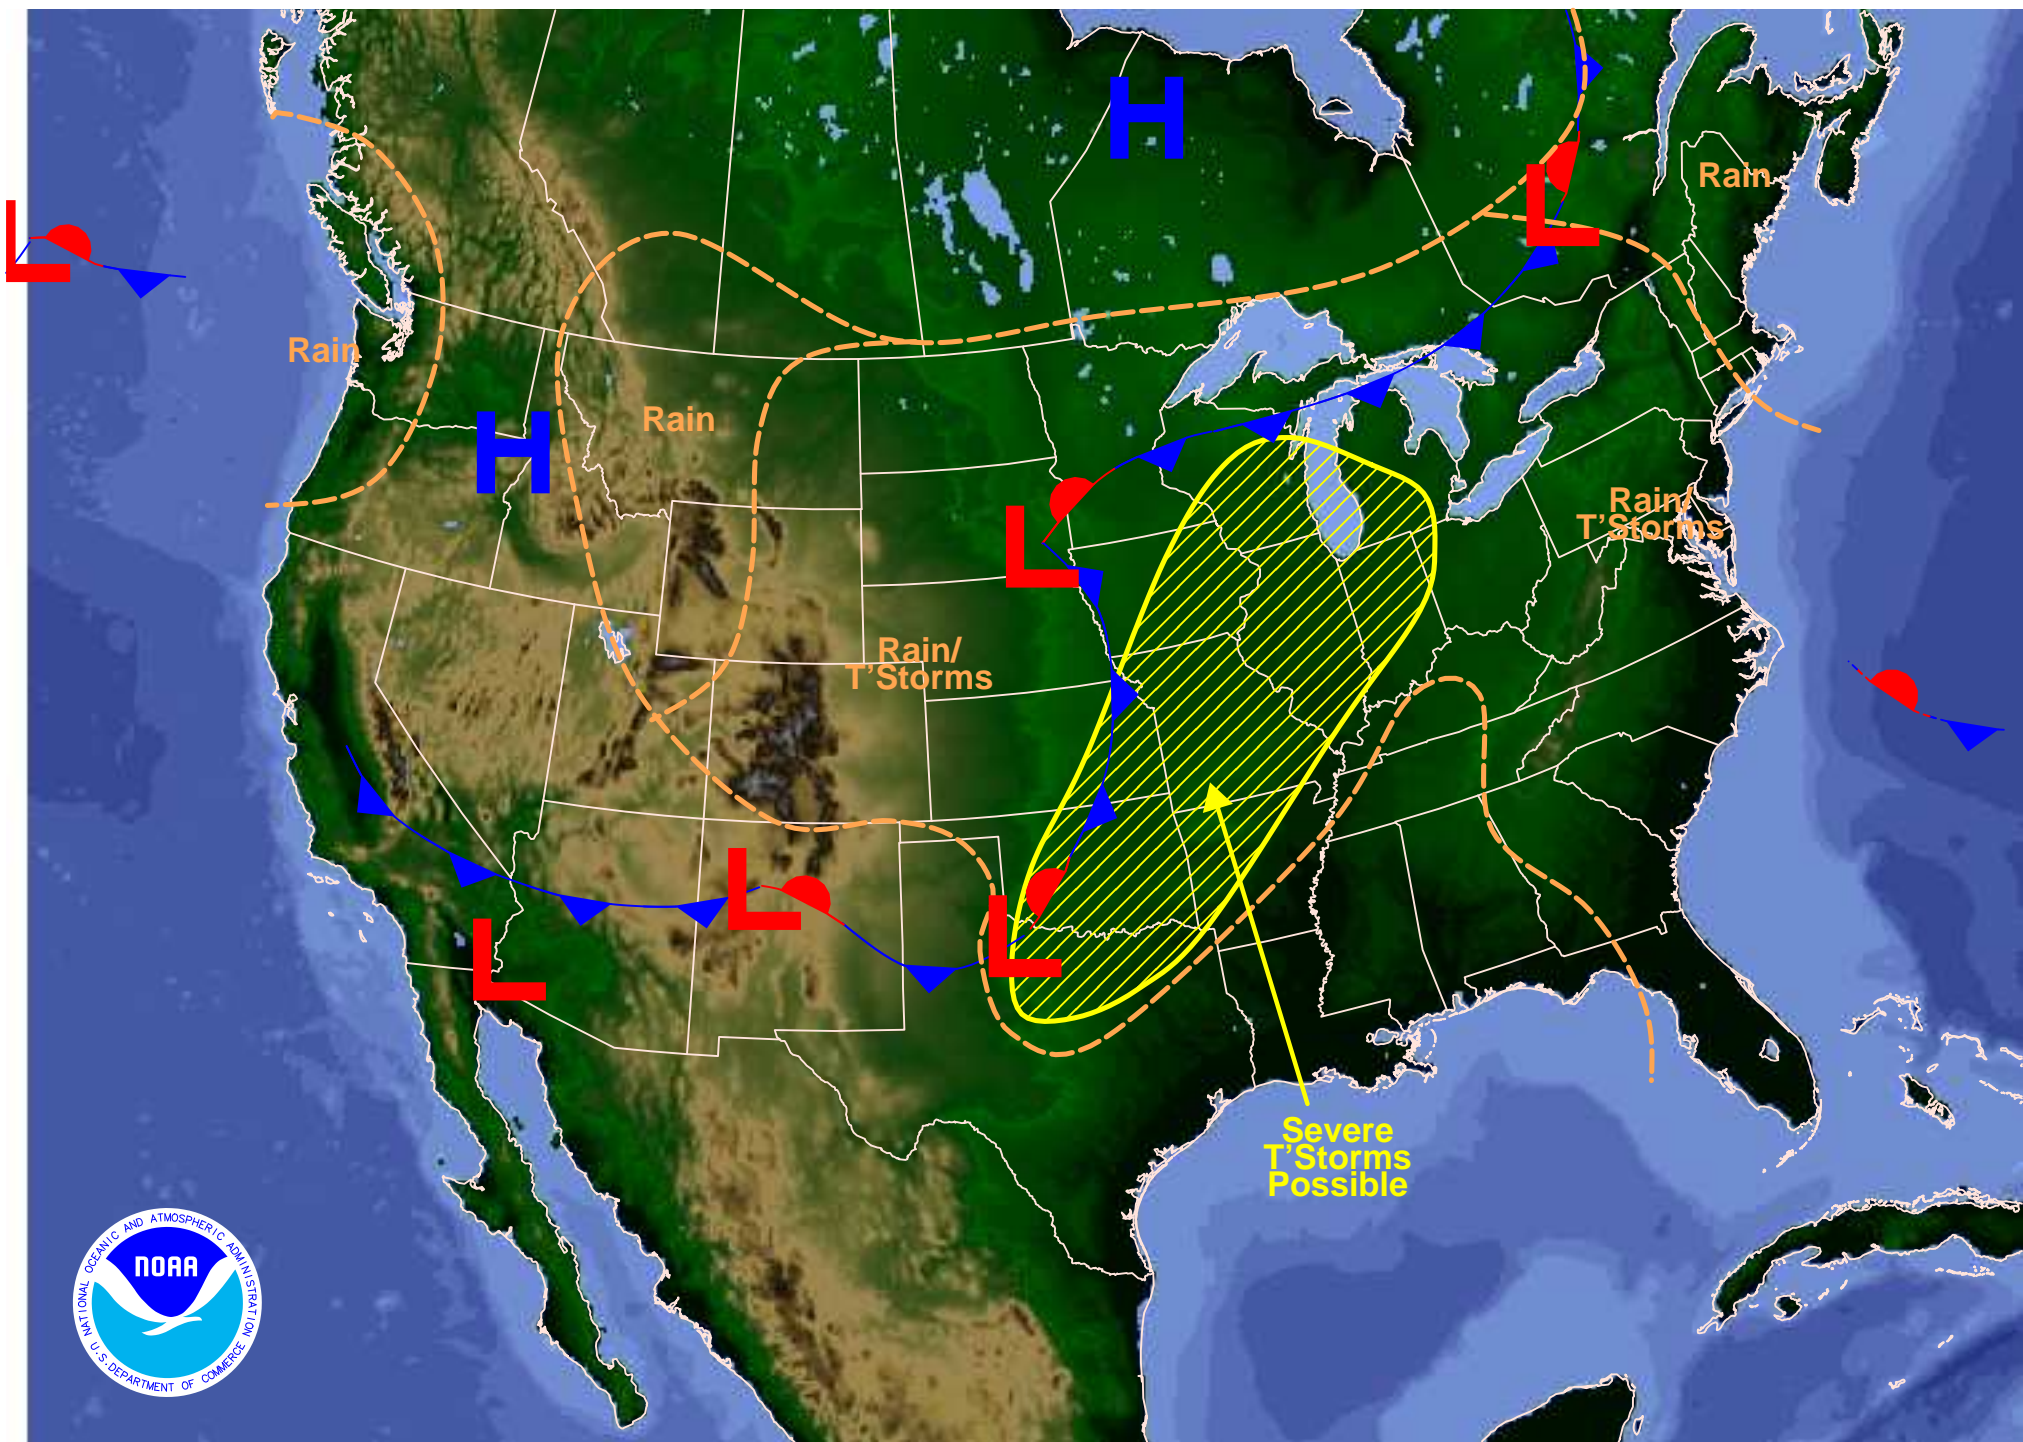 H
L
Rain
L
Rain
H
Rain
L
Rain/
T'Storms
Rain/
T'Storms
L
L
L
L
Severe
T'Storms
Possible
NATIONAL OCEANIC AND ATMOSPHERIC ADMINISTRATION
NOAA
U.S. DEPARTMENT OF COMMERCE